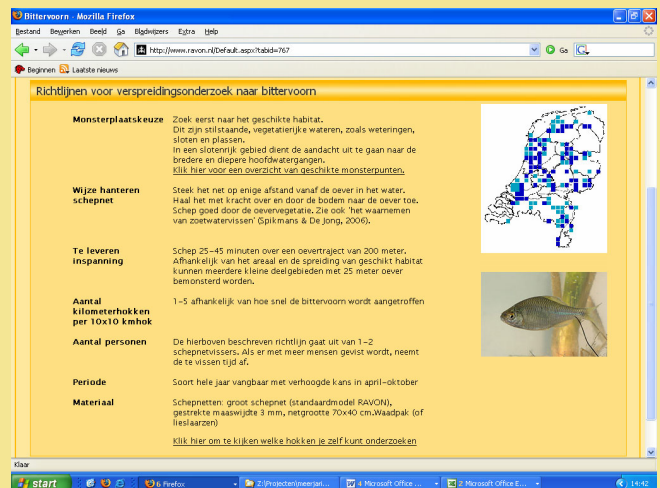 Bittervoorn - Mozilla Firefox
Bestand Bewerken Beeld Ga Bladwijzers Extra Help
http://www.ravon.nl/Default.aspx?tabid=767 Ga
Beginnen Laatste nieuws
Richtlijnen voor verspreidingsonderzoek naar bittervoorn
Monsterplaatskeuze Zoek eerst naar het geschikte habitat.
Dit zijn stilstaande, vegetatierijke wateren, zoals weteringen,
sloten en plassen.
In een slotenrijk gebied dient de aandacht uit te gaan naar de
bredere en diepere hoofdwatergangen.
Klik hier voor een overzicht van geschikte monsterpunten.
Wijze hanteren Steek het net op enige afstand vanaf de oever in het water.
schepnet Haal het met kracht over en door de bodem naar de oever toe.
Schep goed door de oevervegetatie. Zie ook 'het waarnemen
van zoetwatervissen' (Spikmans & De Jong, 2006).
Te leveren Schep 25-45 minuten over een oevertraject van 200 meter.
inspanning Afhankelijk van het areaal en de spreiding van geschikt habitat
kunnen meerdere kleine deelgebieden met 25 meter oever
bemonsterd worden.
Aantal 1-5 afhankelijk van hoe snel de bittervoorn wordt aangetroffen
kilometerhokken
per 10x10 kmhok
Aantal personen De hierboven beschreven richtlijn gaat uit van 1-2
schepnetvissers. Als er met meer mensen gevist wordt, neemt
de te vissen tijd af.
Periode Soort hele jaar vangbaar met verhoogde kans in april-oktober
Materiaal Schepnetten: groot schepnet (standaardmodel RAVON),
gestrekte maaswijdte 3 mm, netgrootte 70x40 cm.Waadpak (of
lieslaarzen)
Klik hier om te kijken welke hokken je zelf kunt onderzoeken
Klaar
start 6 Firefox Z:\Projecten\meerjari... 4 Microsoft Office ... 2 Microsoft Office E... 14:42